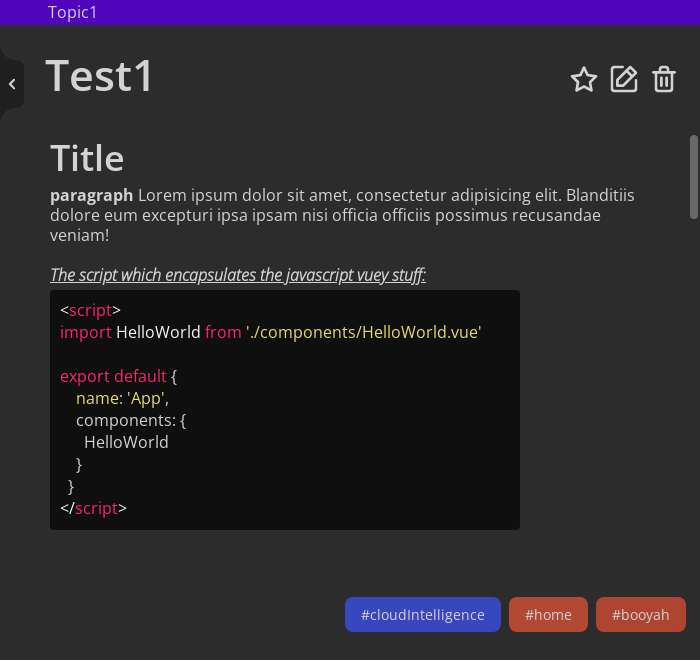 Topic1
Test1
Title
paragraph Lorem ipsum dolor sit amet, consectetur adipisicing elit. Blanditiis
dolore eum excepturi ipsa ipsam nisi officia officiis possimus recusandae
veniam!
The script which encapsulates the javascript vuey stuff:
<script>
import HelloWorld from './components/HelloWorld.vue'
export default {
name: 'App',
components: {
HelloWorld
}
}
</script>
#cloudIntelligence #home #booyah